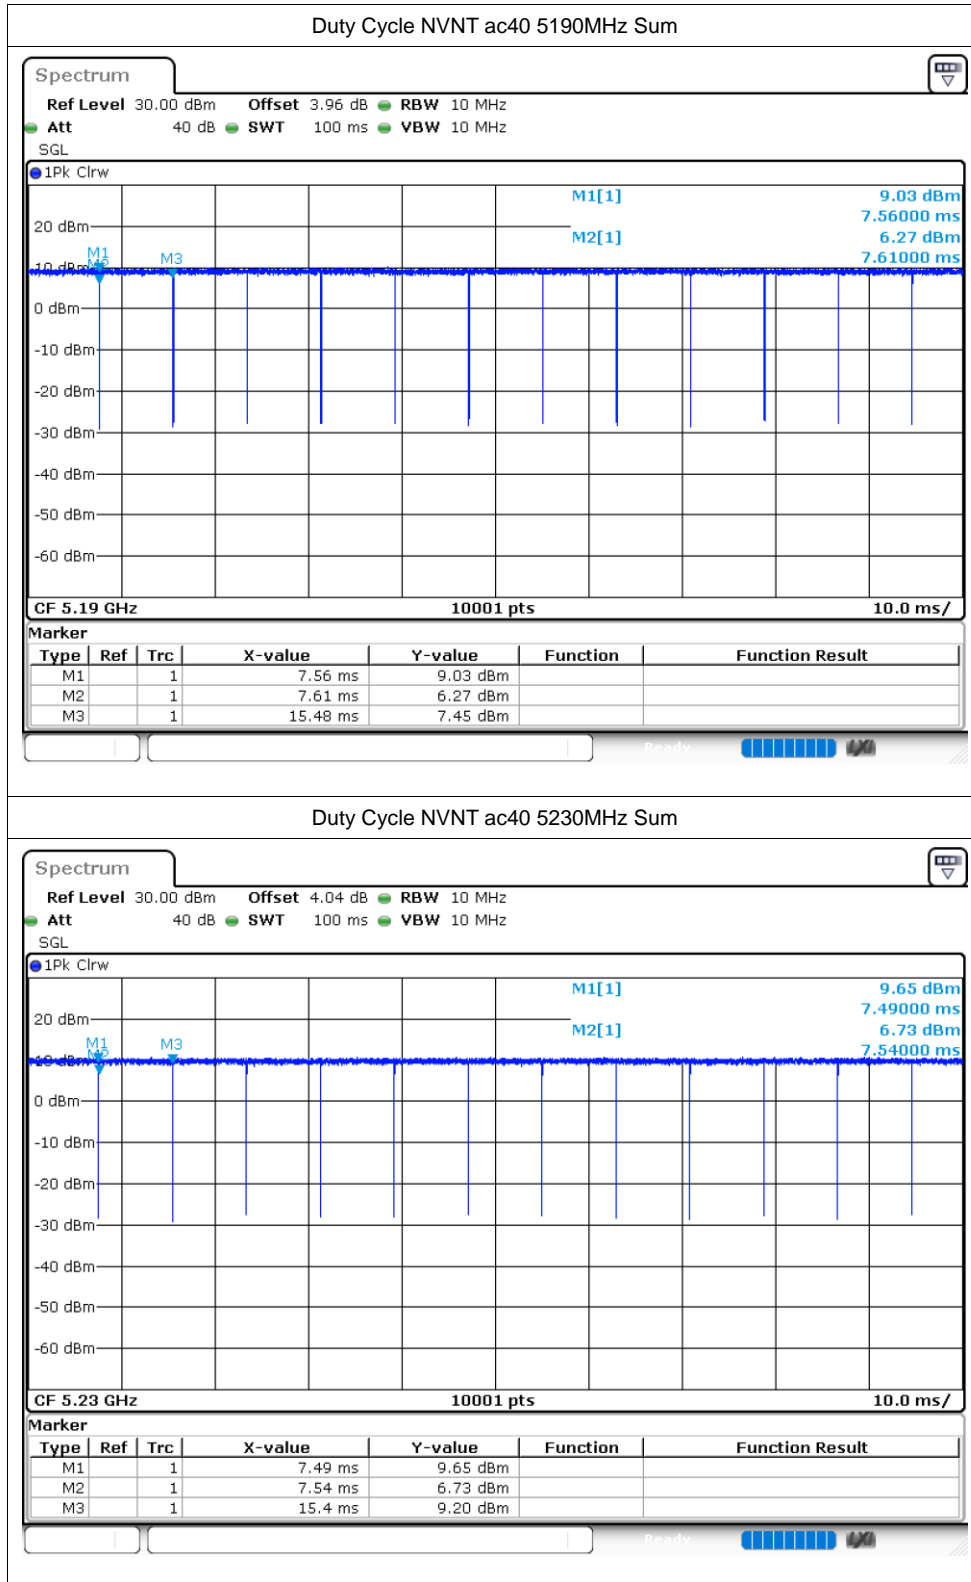 Duty Cycle NVNT ac40 5190MHz Sum
Spectrum
Ref Level 30.00 dBm Offset 3.96 dB RBW 10 MHz
Att 40 dB SWT 100 ms VBW 10 MHz
SGL
1Pk Clrw
M1[1] 9.03 dBm
7.56000 ms
20 dBm
M2[1] 6.27 dBm
7.61000 ms
M1
M2
M3
10 dBm
0 dBm
-10 dBm
-20 dBm
-30 dBm
-40 dBm
-50 dBm
-60 dBm
CF 5.19 GHz 10001 pts 10.0 ms/
Marker
Type Ref Trc X-value Y-value Function Function Result
M1 1 7.56 ms 9.03 dBm
M2 1 7.61 ms 6.27 dBm
M3 1 15.48 ms 7.45 dBm
Ready LXI
Duty Cycle NVNT ac40 5230MHz Sum
Spectrum
Ref Level 30.00 dBm Offset 4.04 dB RBW 10 MHz
Att 40 dB SWT 100 ms VBW 10 MHz
SGL
1Pk Clrw
M1[1] 9.65 dBm
7.49000 ms
20 dBm
M2[1] 6.73 dBm
7.54000 ms
M1
M2
M3
10 dBm
0 dBm
-10 dBm
-20 dBm
-30 dBm
-40 dBm
-50 dBm
-60 dBm
CF 5.23 GHz 10001 pts 10.0 ms/
Marker
Type Ref Trc X-value Y-value Function Function Result
M1 1 7.49 ms 9.65 dBm
M2 1 7.54 ms 6.73 dBm
M3 1 15.4 ms 9.20 dBm
Ready LXI